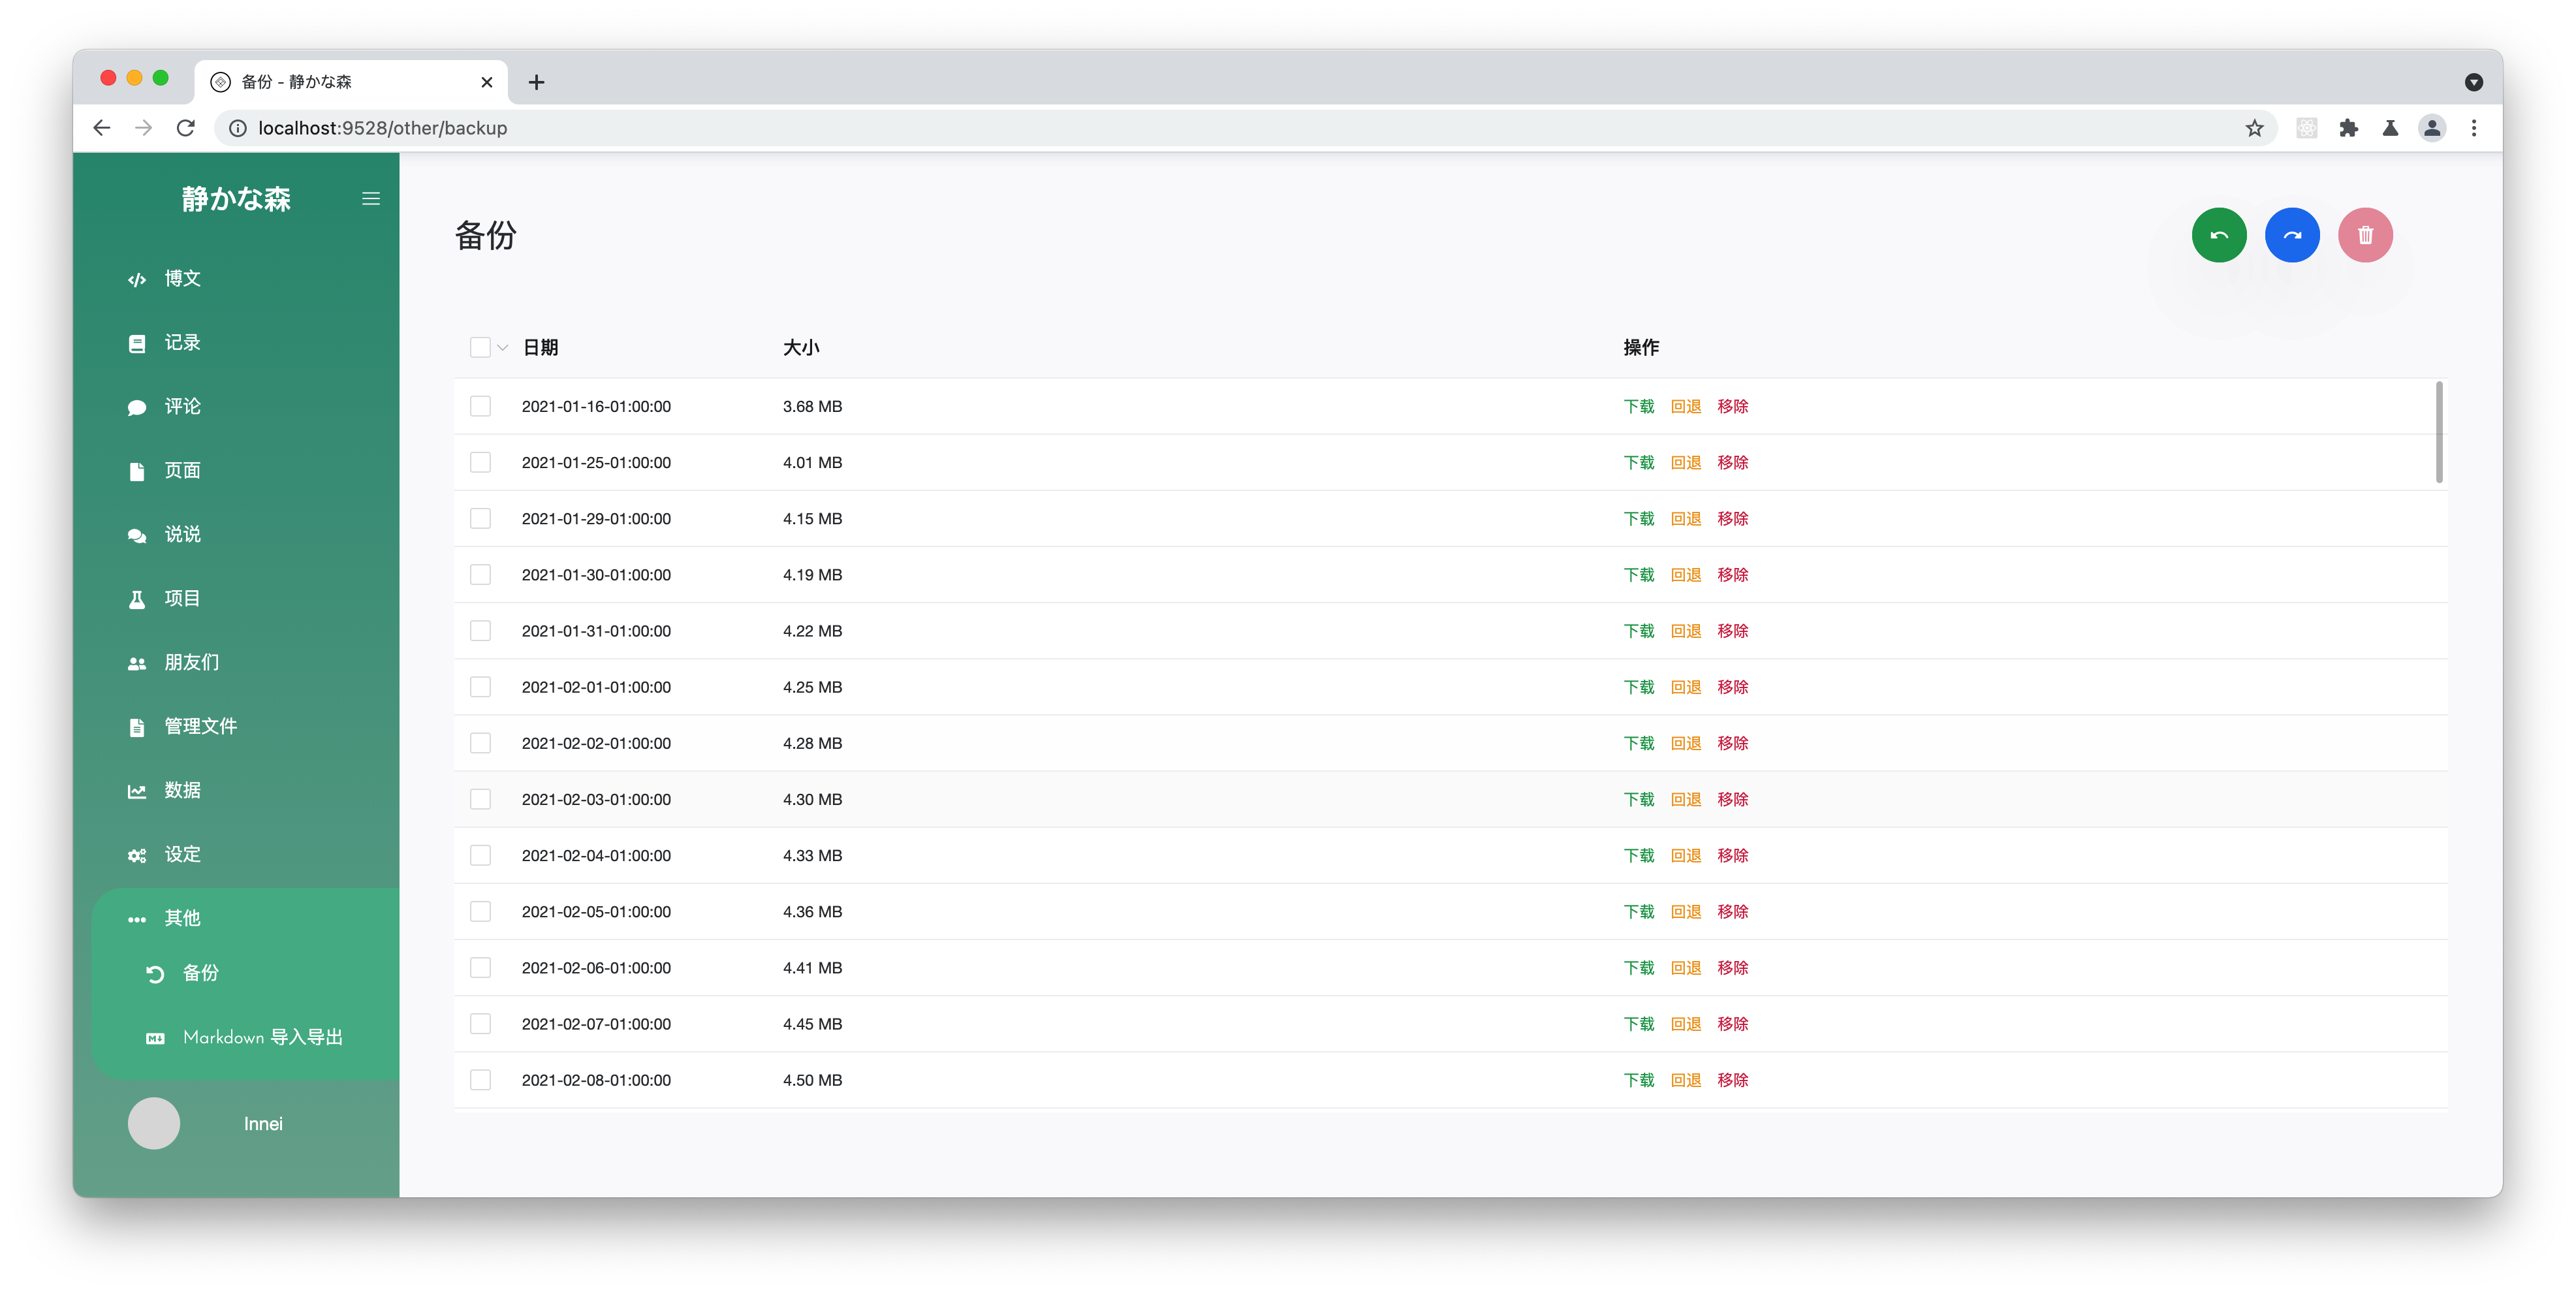 备份 - 静かな森
localhost:9528/other/backup
静かな森
博文
记录
评论
页面
说说
项目
朋友们
管理文件
数据
设定
其他
备份
Markdown 导入导出
Innei
备份
日期 大小 操作
2021-01-16-01:00:00 3.68 MB 下载 回退 移除
2021-01-25-01:00:00 4.01 MB 下载 回退 移除
2021-01-29-01:00:00 4.15 MB 下载 回退 移除
2021-01-30-01:00:00 4.19 MB 下载 回退 移除
2021-01-31-01:00:00 4.22 MB 下载 回退 移除
2021-02-01-01:00:00 4.25 MB 下载 回退 移除
2021-02-02-01:00:00 4.28 MB 下载 回退 移除
2021-02-03-01:00:00 4.30 MB 下载 回退 移除
2021-02-04-01:00:00 4.33 MB 下载 回退 移除
2021-02-05-01:00:00 4.36 MB 下载 回退 移除
2021-02-06-01:00:00 4.41 MB 下载 回退 移除
2021-02-07-01:00:00 4.45 MB 下载 回退 移除
2021-02-08-01:00:00 4.50 MB 下载 回退 移除